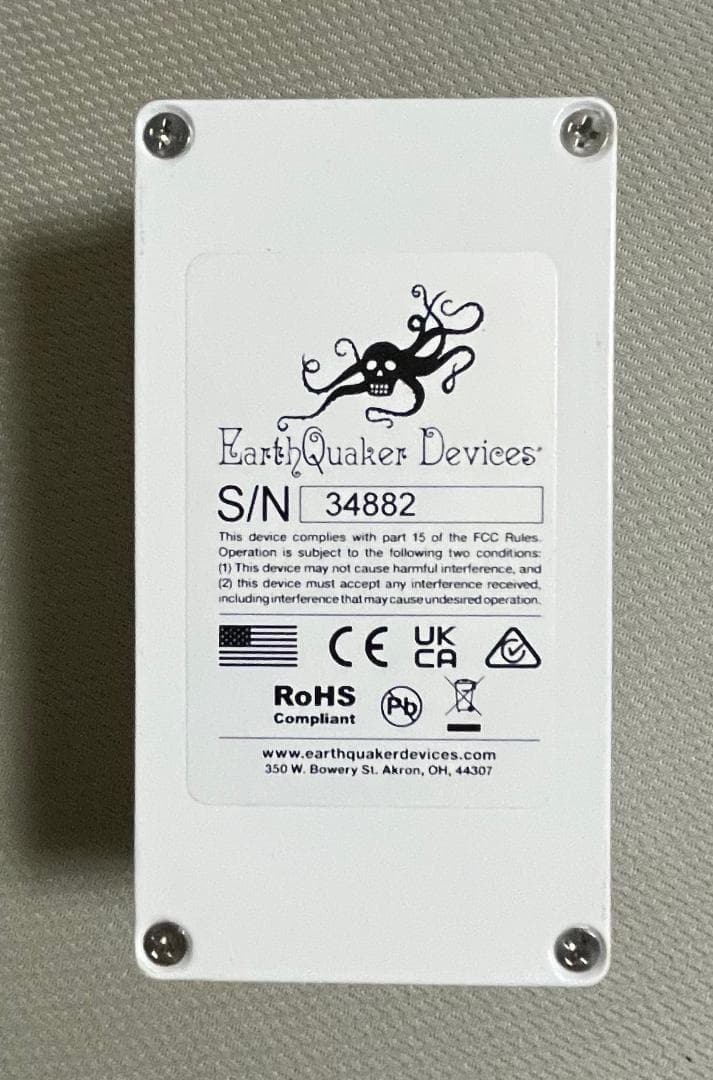 EarthQuaker Devices
S/N 34882
This device complies with part 15 of the FCC Rules.
Operation is subject to the following two conditions:
(1) This device may not cause harmful interference, and
(2) this device must accept any interference received,
including interference that may cause undesired operation.
CE UK CA
RoHS
Compliant
Pb
www.earthquakerdevices.com
350 W. Bowery St. Akron, OH, 44307